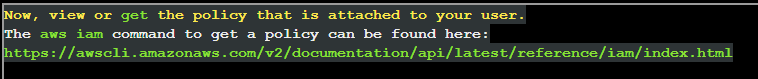 Now, view or get the policy that is attached to your user.
The aws iam command to get a policy can be found here:
https://awscli.amazonaws.com/v2/documentation/api/latest/reference/iam/index.html